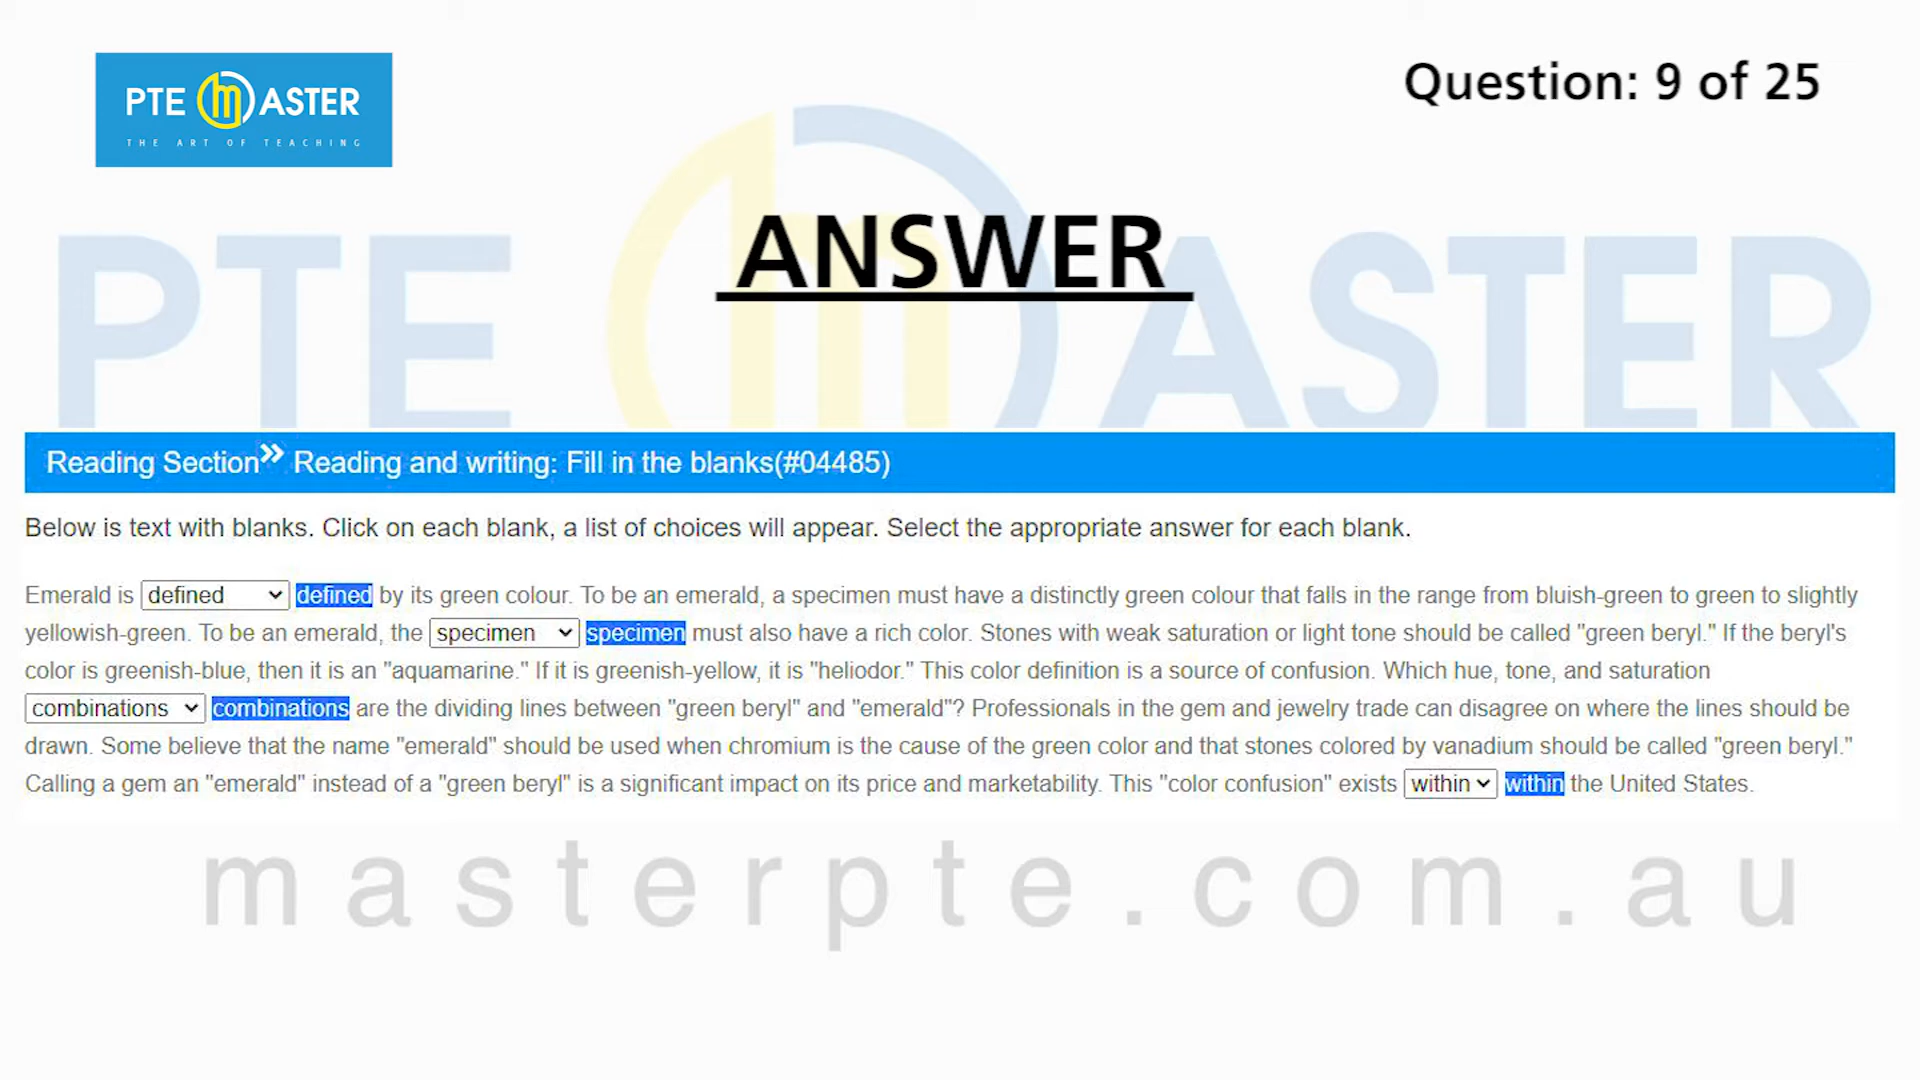 PTE MASTER
THE ART OF TEACHING
Question: 9 of 25
PTE MASTER
ANSWER
Reading Section» Reading and writing: Fill in the blanks(#04485)
Below is text with blanks. Click on each blank, a list of choices will appear. Select the appropriate answer for each blank.
Emerald is defined defined by its green colour. To be an emerald, a specimen must have a distinctly green colour that falls in the range from bluish-green to green to slightly
yellowish-green. To be an emerald, the specimen specimen must also have a rich color. Stones with weak saturation or light tone should be called "green beryl." If the beryl's
color is greenish-blue, then it is an "aquamarine." If it is greenish-yellow, it is "heliodor." This color definition is a source of confusion. Which hue, tone, and saturation
combinations combinations are the dividing lines between "green beryl" and "emerald"? Professionals in the gem and jewelry trade can disagree on where the lines should be
drawn. Some believe that the name "emerald" should be used when chromium is the cause of the green color and that stones colored by vanadium should be called "green beryl."
Calling a gem an "emerald" instead of a "green beryl" is a significant impact on its price and marketability. This "color confusion" exists within within the United States.
masterpte.com.au